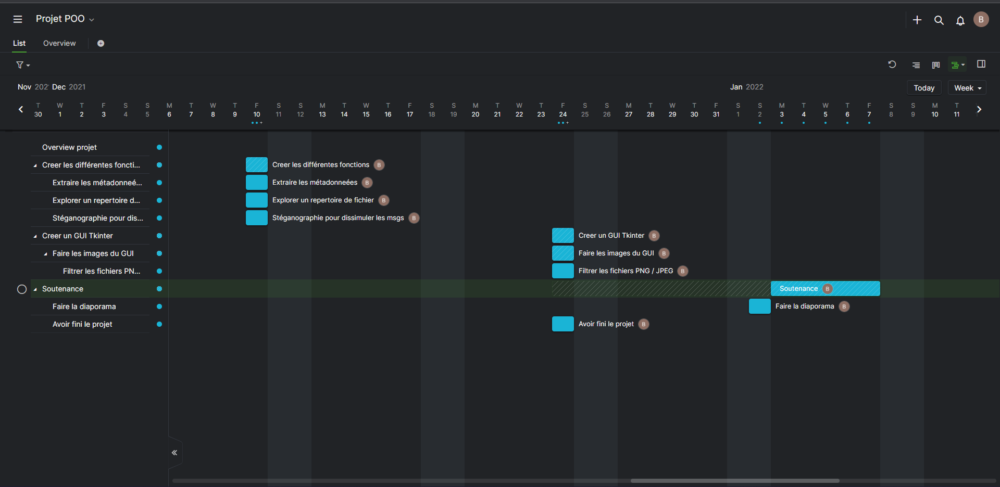 Projet POO
B
List Overview
Nov 202 Dec 2021 Jan 2022 Today Week
T W T F S S M T W T F S S M T W T F S S M T W T F S S M T W T F S S M T W T F S S M T
30 1 2 3 4 5 6 7 8 9 10 11 12 13 14 15 16 17 18 19 20 21 22 23 24 25 26 27 28 29 30 31 1 2 3 4 5 6 7 8 9 10 11
Overview projet
Creer les différentes foncti... Creer les différentes fonctions B
Extraire les métadonneé... Extraire les métadonneées B
Explorer un repertoire d... Explorer un repertoire de fichier B
Stéganographie pour dis... Stéganographie pour dissimuler les msgs B
Creer un GUI Tkinter Creer un GUI Tkinter B
Faire les images du GUI Faire les images du GUI B
Filtrer les fichiers PN... Filtrer les fichiers PNG / JPEG B
Soutenance Soutenance B
Faire la diaporama Faire la diaporama B
Avoir fini le projet Avoir fini le projet B